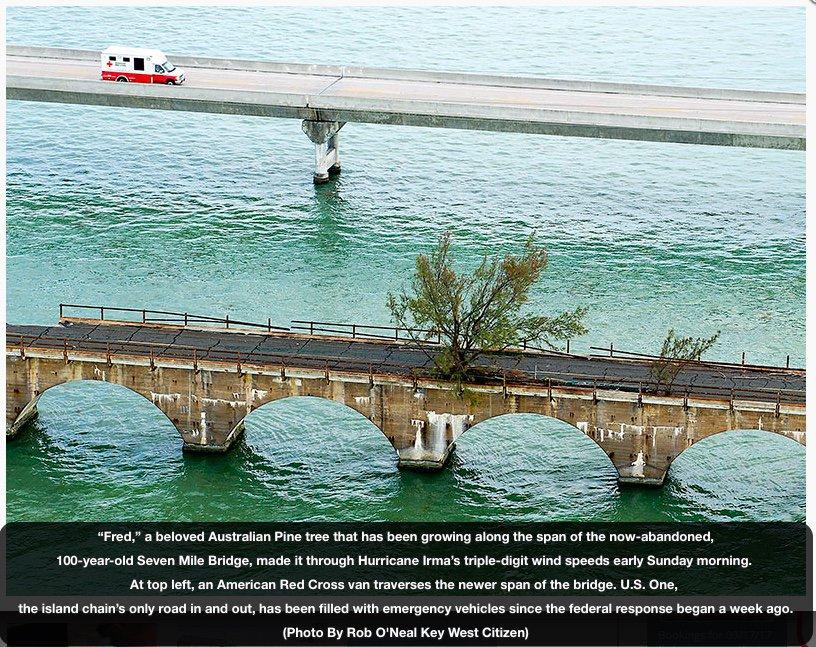 “Fred,” a beloved Australian Pine tree that has been growing along the span of the now-abandoned,
100-year-old Seven Mile Bridge, made it through Hurricane Irma’s triple-digit wind speeds early Sunday morning.
At top left, an American Red Cross van traverses the newer span of the bridge. U.S. One,
the island chain’s only road in and out, has been filled with emergency vehicles since the federal response began a week ago.
(Photo By Rob O'Neal Key West Citizen)